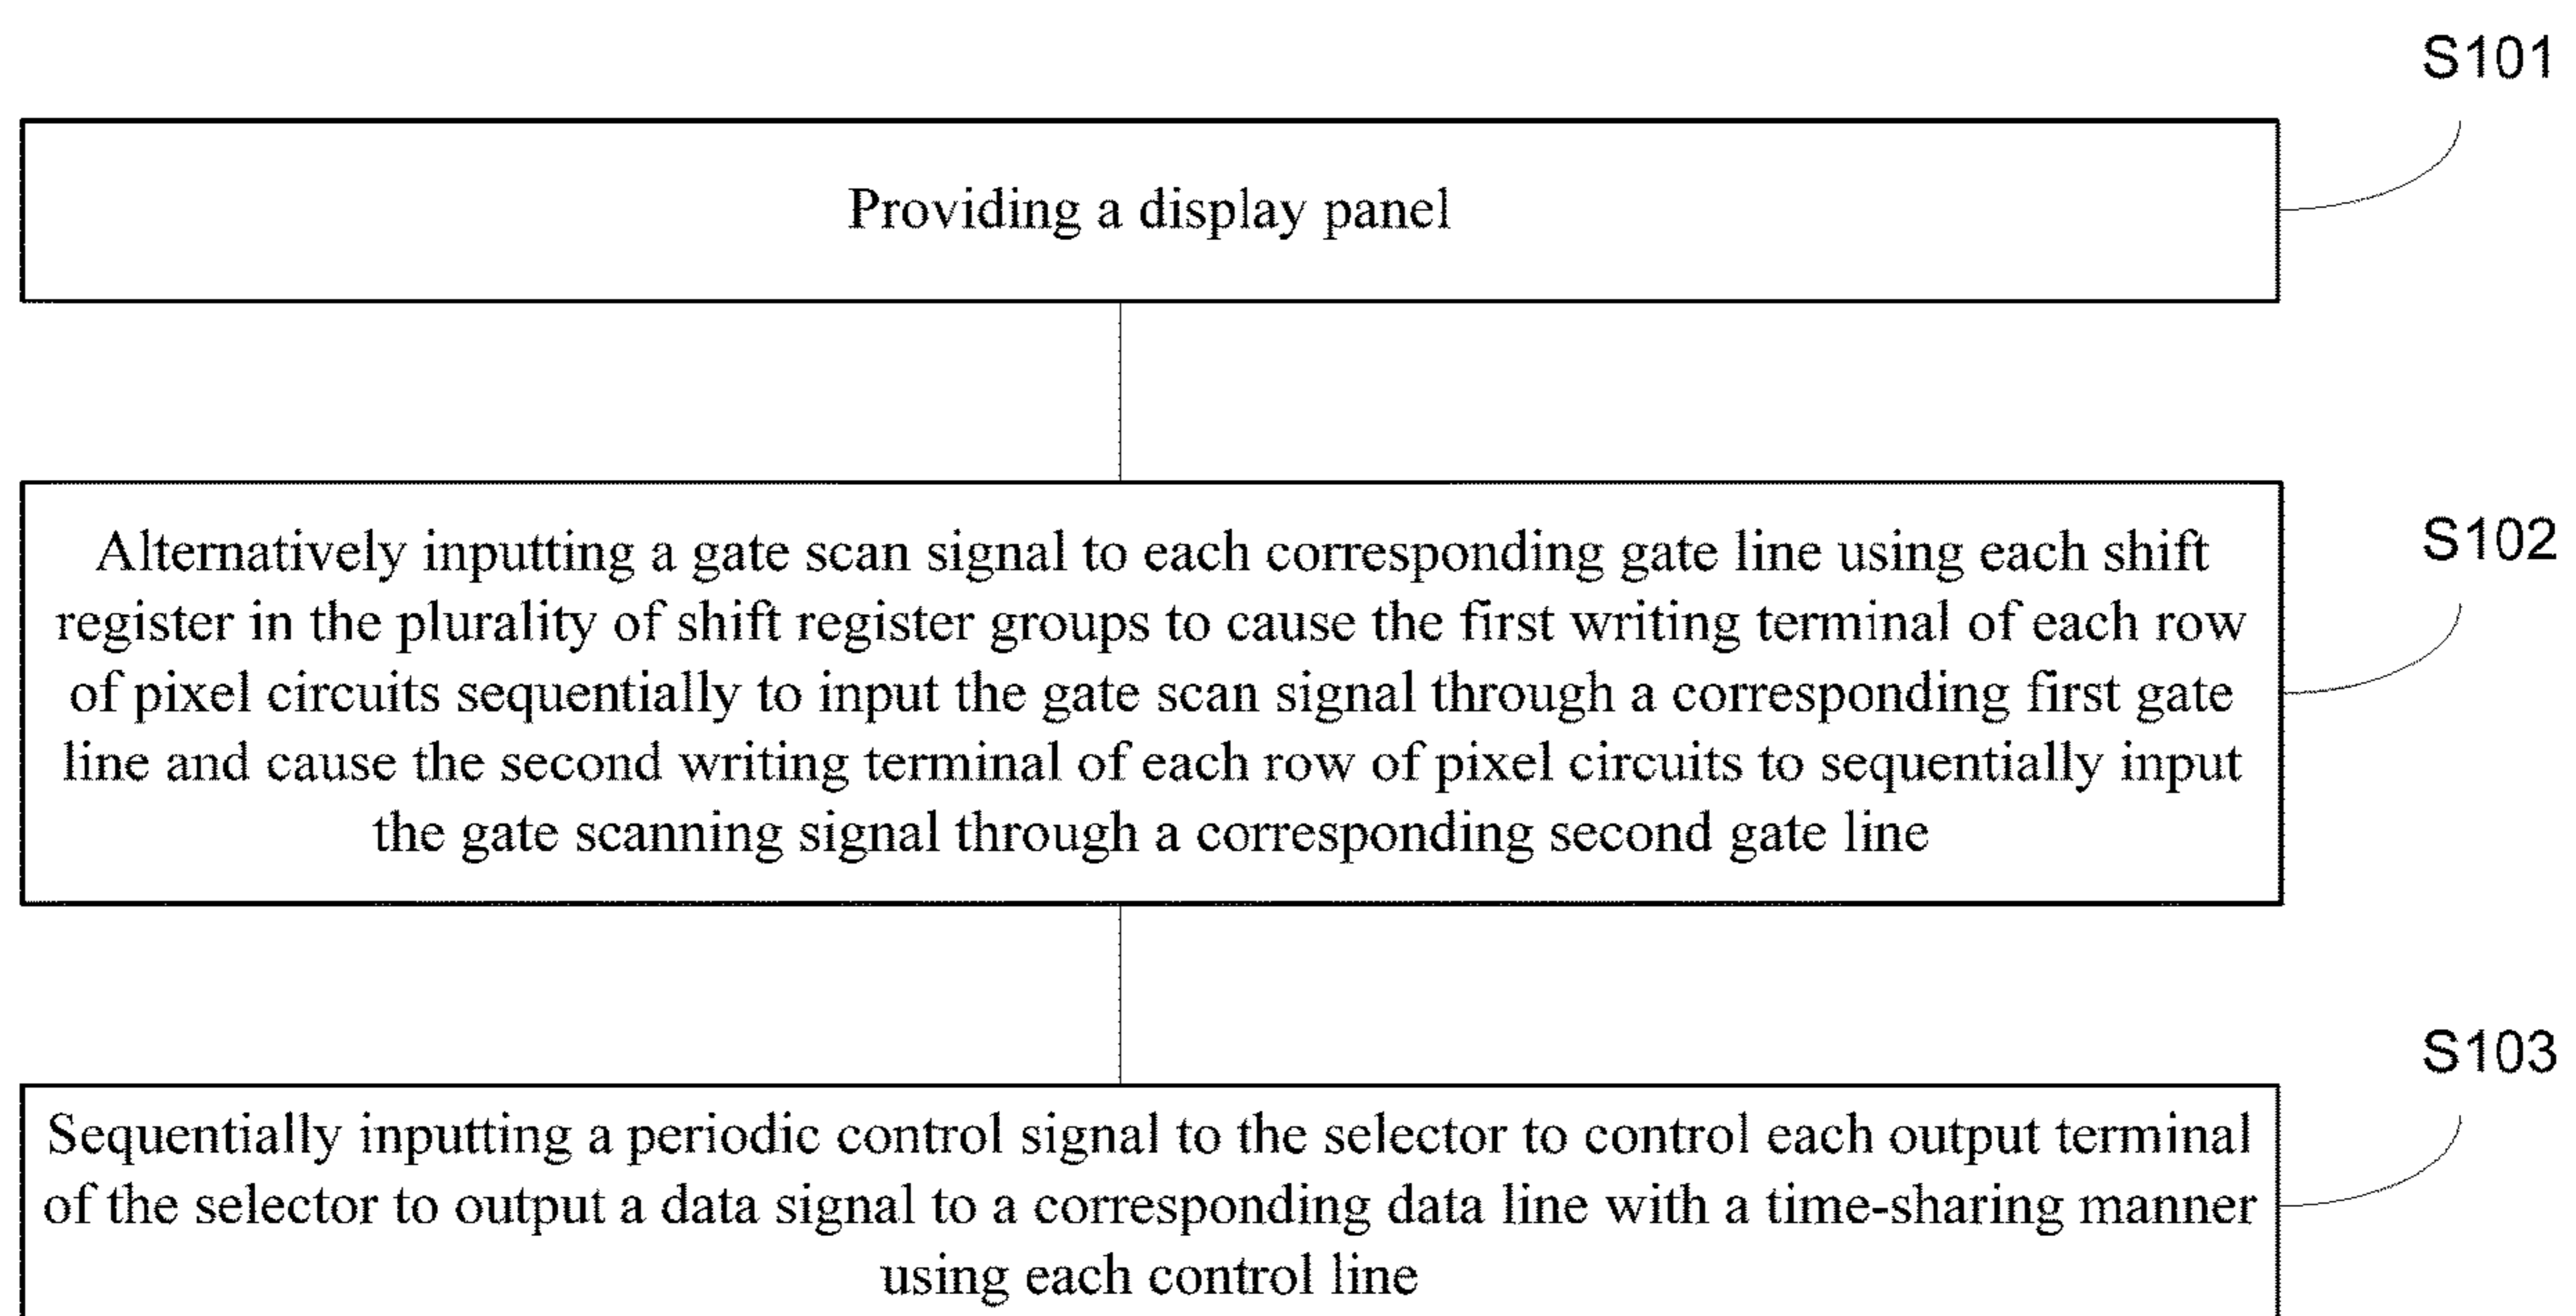 S101
Providing a display panel
S102
Alternatively inputting a gate scan signal to each corresponding gate line using each shift
register in the plurality of shift register groups to cause the first writing terminal of each row
of pixel circuits sequentially to input the gate scan signal through a corresponding first gate
line and cause the second writing terminal of each row of pixel circuits to sequentially input
the gate scanning signal through a corresponding second gate line
S103
Sequentially inputting a periodic control signal to the selector to control each output terminal
of the selector to output a data signal to a corresponding data line with a time-sharing manner
using each control line